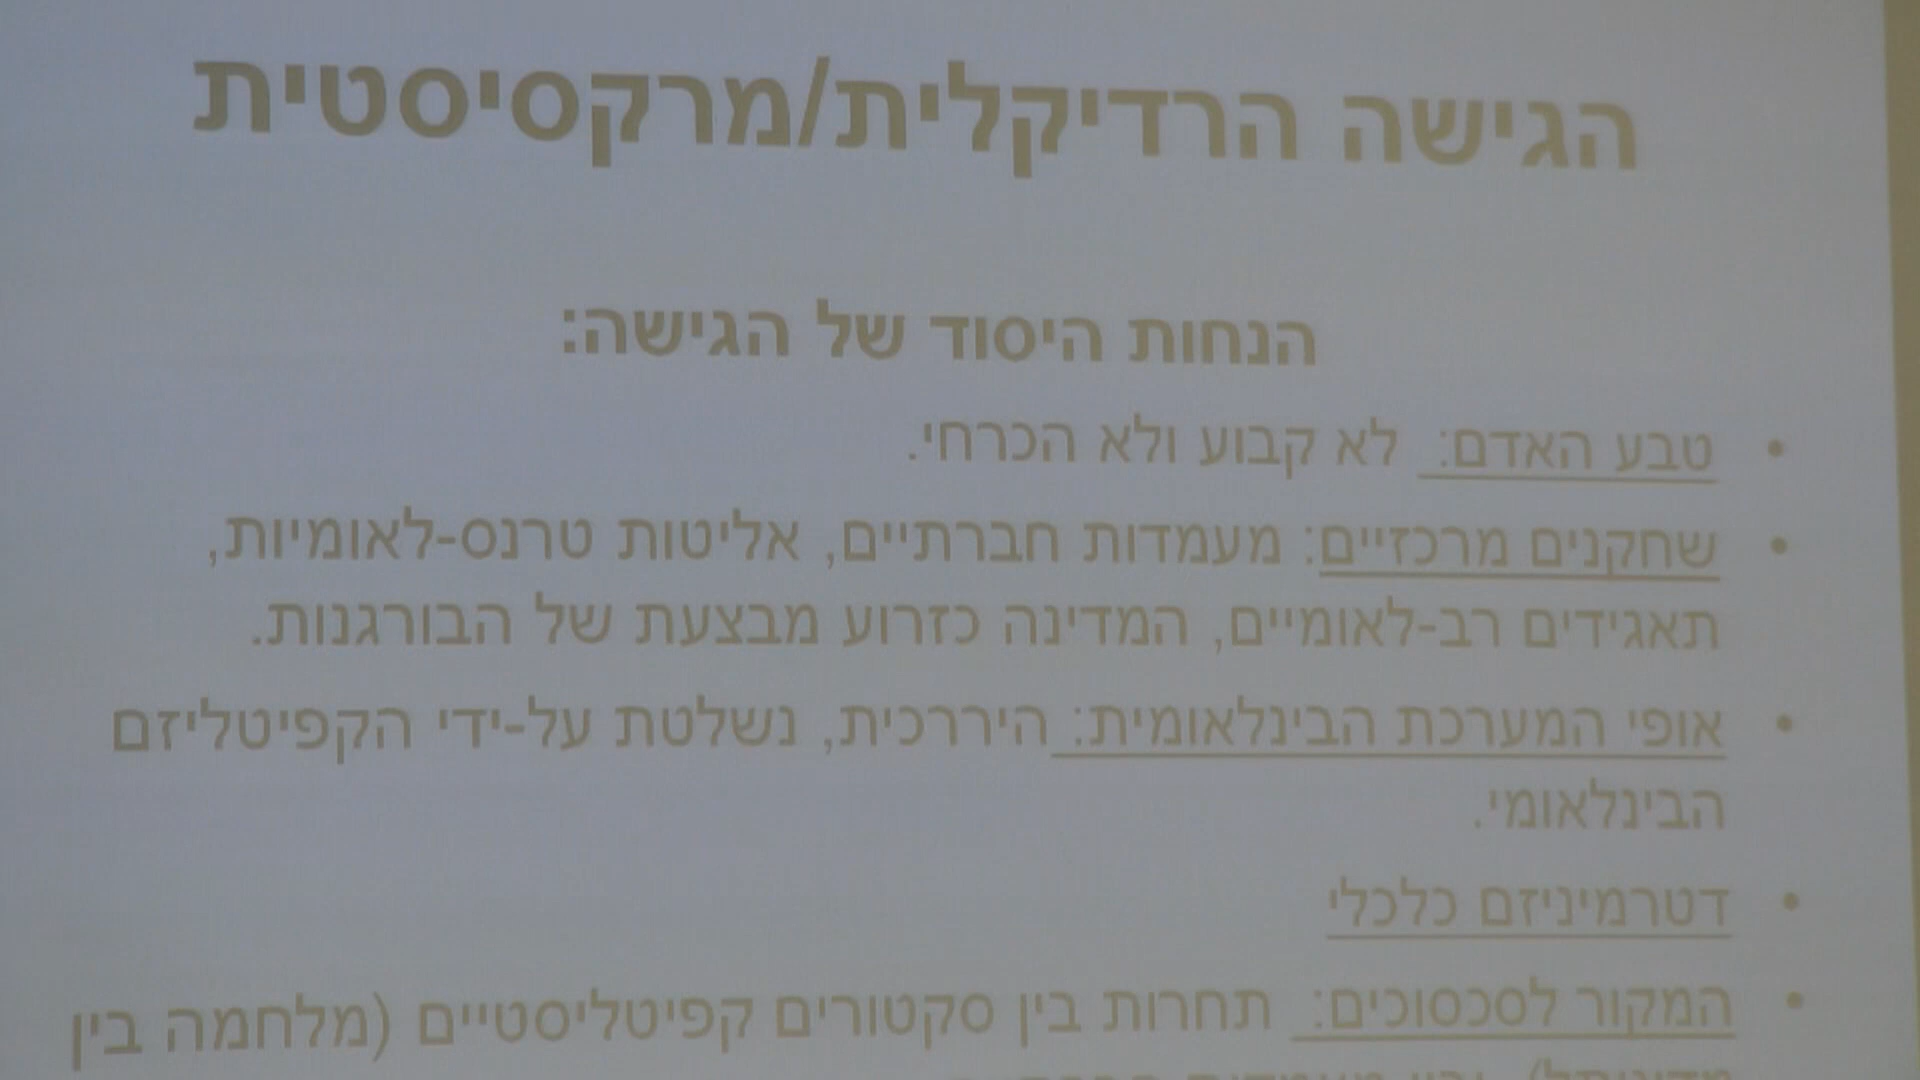 הגישה הרדיקלית/מרקסיסטית
הנחות היסוד של הגישה:
• טבע האדם: לא קבוע ולא הכרחי.
• שחקנים מרכזיים: מעמדות חברתיים, אליטות טרנס-לאומיות,
תאגידים רב-לאומיים, המדינה כזרוע מבצעת של הבורגנות.
• אופי המערכת הבינלאומית: היררכית, נשלטת על-ידי הקפיטליזם
הבינלאומי.
• דטרמיניזם כלכלי
• המקור לסכסוכים: תחרות בין סקטורים קפיטליסטיים (מלחמה בין